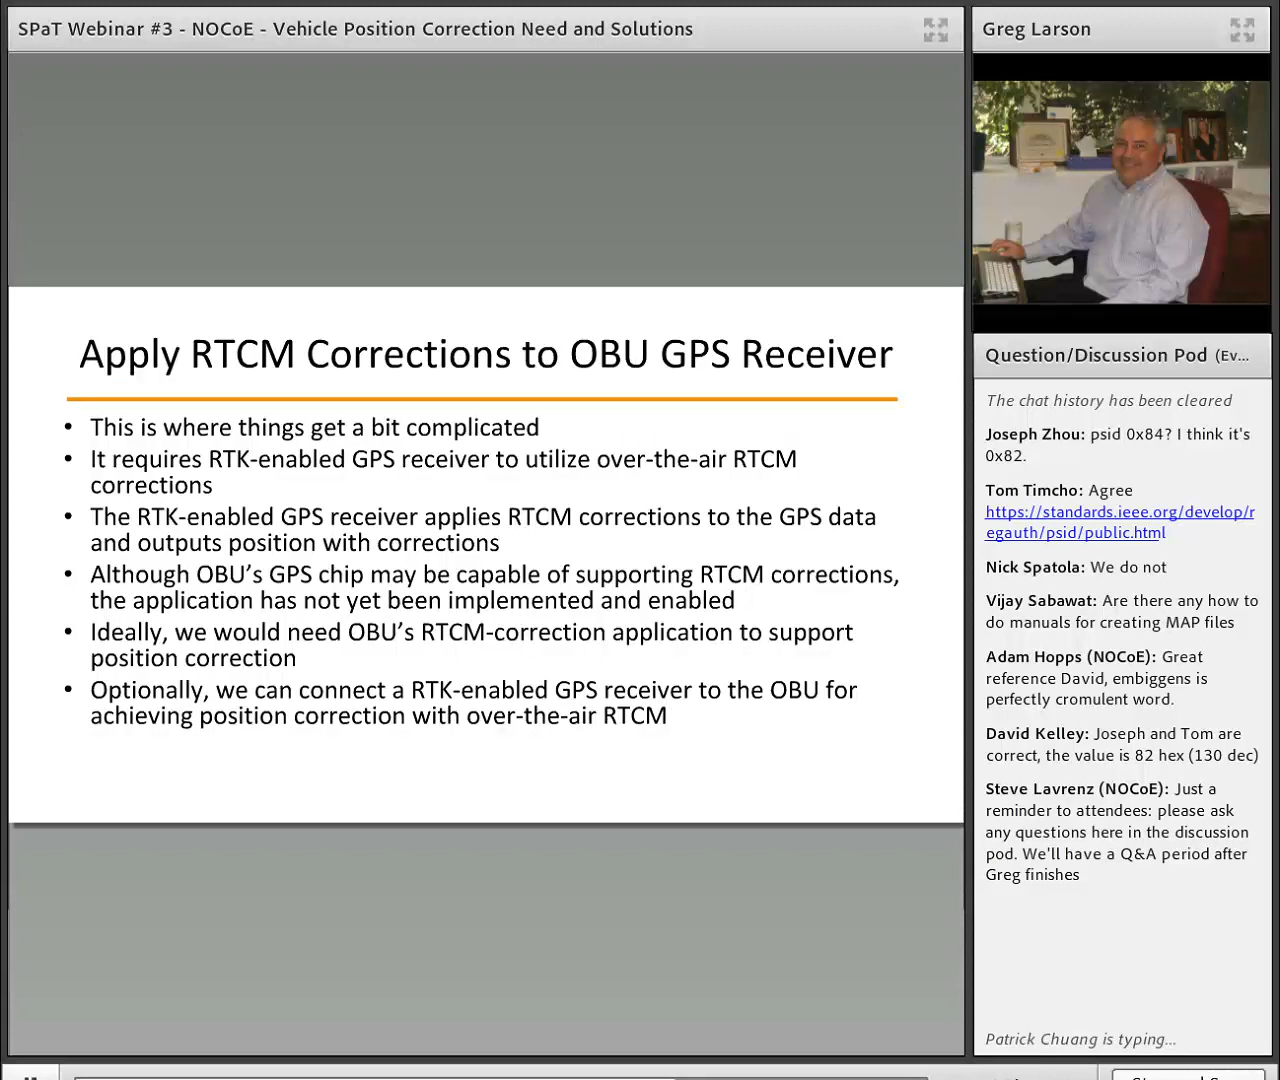 SPaT Webinar #3 - NOCoE - Vehicle Position Correction Need and Solutions
Apply RTCM Corrections to OBU GPS Receiver
• This is where things get a bit complicated
• It requires RTK-enabled GPS receiver to utilize over-the-air RTCM
corrections
• The RTK-enabled GPS receiver applies RTCM corrections to the GPS data
and outputs position with corrections
• Although OBU’s GPS chip may be capable of supporting RTCM corrections,
the application has not yet been implemented and enabled
• Ideally, we would need OBU’s RTCM-correction application to support
position correction
• Optionally, we can connect a RTK-enabled GPS receiver to the OBU for
achieving position correction with over-the-air RTCM
Greg Larson
Question/Discussion Pod (Ev...
The chat history has been cleared
Joseph Zhou: psid 0x84? I think it's
0x82.
Tom Timcho: Agree
https://standards.ieee.org/develop/r
egauth/psid/public.html
Nick Spatola: We do not
Vijay Sabawat: Are there any how to
do manuals for creating MAP files
Adam Hopps (NOCoE): Great
reference David, embiggens is
perfectly cromulent word.
David Kelley: Joseph and Tom are
correct, the value is 82 hex (130 dec)
Steve Lavrenz (NOCoE): Just a
reminder to attendees: please ask
any questions here in the discussion
pod. We'll have a Q&A period after
Greg finishes
Patrick Chuang is typing...